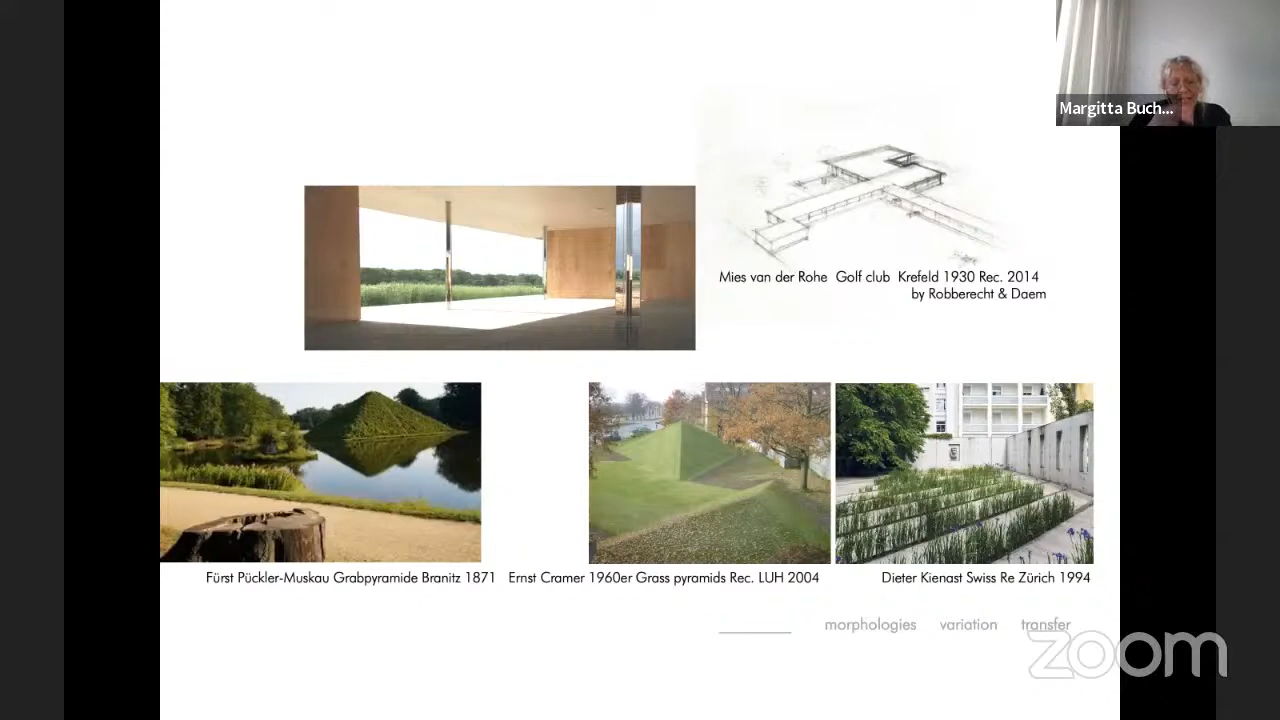 Margitta Buch...
Mies van der Rohe Golf club Krefeld 1930 Rec. 2014
by Robberecht & Daem
Fürst Pückler-Muskau Grabpyramide Branitz 1871
Ernst Cramer 1960er Grass pyramids Rec. LUH 2004
Dieter Kienast Swiss Re Zürich 1994
morphologies variation transfer
zoom